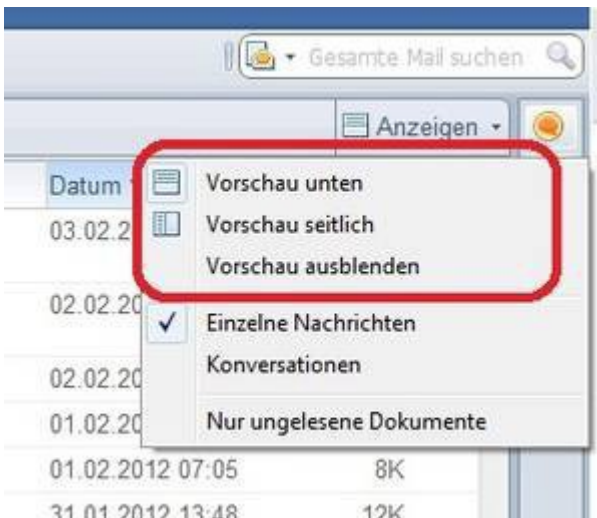 Gesamte Mail suchen
Anzeigen
Datum
Vorschau unten
03.02.2
Vorschau seitlich
Vorschau ausblenden
02.02.20
Einzelne Nachrichten
Konversationen
02.02.20
01.02.20
Nur ungelesene Dokumente
01.02.2012 07:05 8K
31.01.2012 13:48 12K